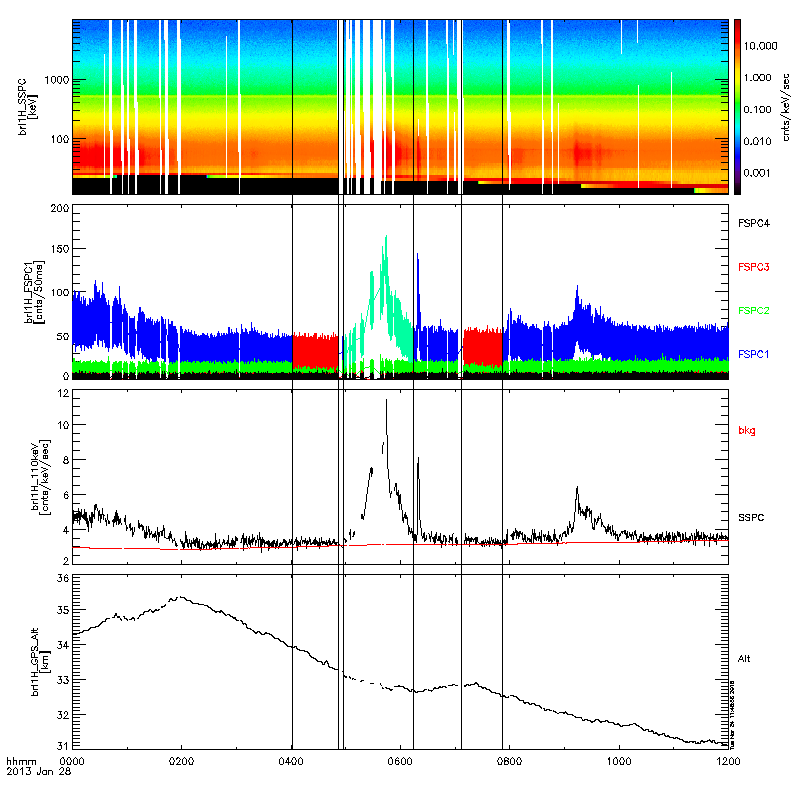 brl1H_SSPC
[keV]
1000
100
10.000
1.000
0.100
0.010
0.001
cnts/keV/sec
brl1H_FSPC1
[cnts/50ms]
200
150
100
50
0
FSPC4
FSPC3
FSPC2
FSPC1
brl1H_110keV
[cnts/keV/sec]
12
10
8
6
4
2
bkg
SSPC
brl1H_GPS_Alt
[km]
36
35
34
33
32
31
Alt
0000 0200 0400 0600 0800 1000 1200
hhmm
2013 Jan 28